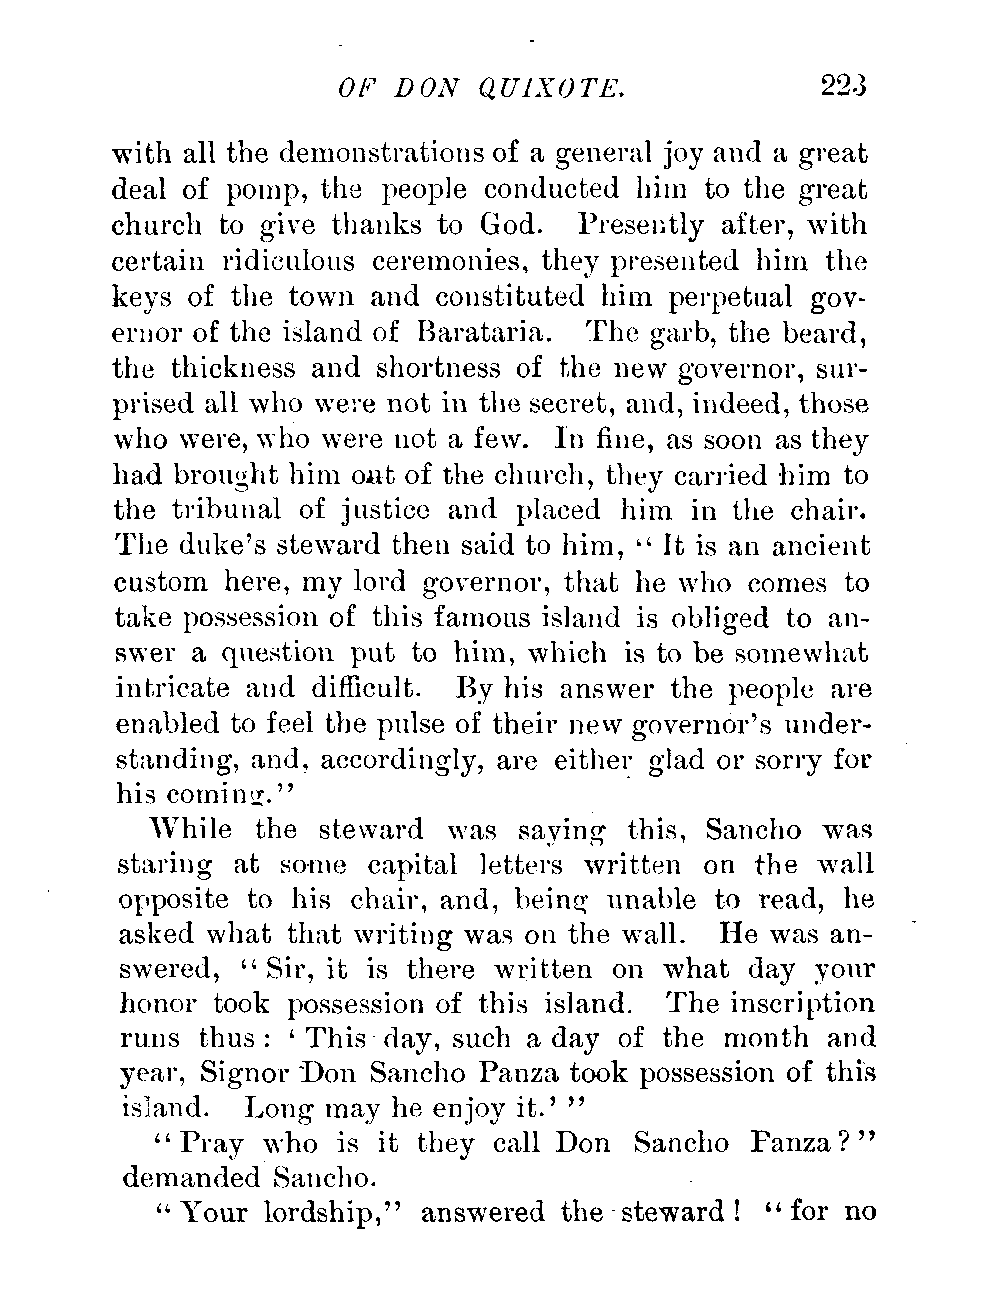 OF DON QUIXOTE. 223
with all the demonstrations of a general joy and a great
deal of pomp, the people conducted him to the great
church to give thanks to God. Presently after, with
certain ridiculous ceremonies, they presented him the
keys of the town and constituted him perpetual gov-
ernor of the island of Barataria. The garb, the beard,
the thickness and shortness of the new governor, sur-
prised all who were not in the secret, and, indeed, those
who were, who were not a few. In fine, as soon as they
had brought him out of the church, they carried him to
the tribunal of justice and placed him in the chair.
The duke's steward then said to him, “ It is an ancient
custom here, my lord governor, that he who comes to
take possession of this famous island is obliged to an-
swer a question put to him, which is to be somewhat
intricate and difficult. By his answer the people are
enabled to feel the pulse of their new governor's under-
standing, and, accordingly, are either glad or sorry for
his coming.”
While the steward was saying this, Sancho was
staring at some capital letters written on the wall
opposite to his chair, and, being unable to read, he
asked what that writing was on the wall. He was an-
swered, “ Sir, it is there written on what day your
honor took possession of this island. The inscription
runs thus : ‘ This day, such a day of the month and
year, Signor Don Sancho Panza took possession of this
island. Long may he enjoy it.’ ”
“ Pray who is it they call Don Sancho Panza ? ”
demanded Sancho.
“ Your lordship,” answered the steward ! “ for no